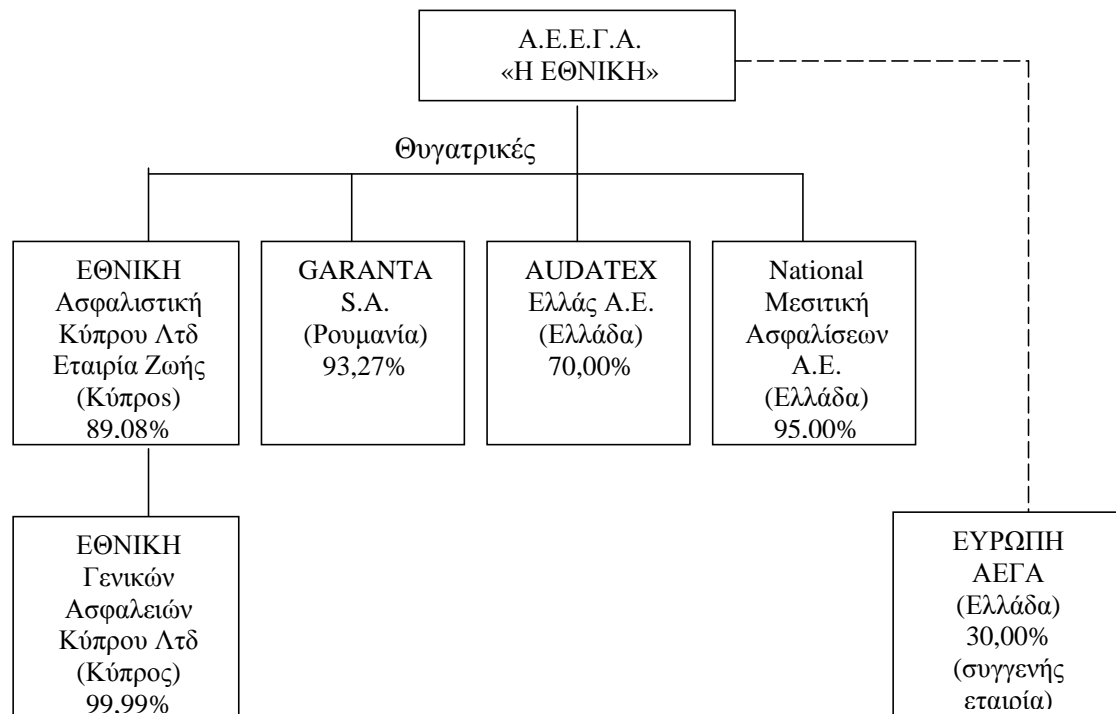 Α.Ε.Ε.Γ.Α.
«Η ΕΘΝΙΚΗ»
Θυγατρικές
ΕΘΝΙΚΗ
Ασφαλιστική
Κύπρου Λτδ
Εταιρία Ζωής
(Κύπρος)
89,08%
GARANTA
S.A.
(Ρουμανία)
93,27%
AUDATEX
Ελλάς Α.Ε.
(Ελλάδα)
70,00%
National
Μεσιτική
Ασφαλίσεων
Α.Ε.
(Ελλάδα)
95,00%
ΕΘΝΙΚΗ
Γενικών
Ασφαλειών
Κύπρου Λτδ
(Κύπρος)
99,99%
ΕΥΡΩΠΗ
ΑΕΓΑ
(Ελλάδα)
30,00%
(συγγενής
εταιρία)